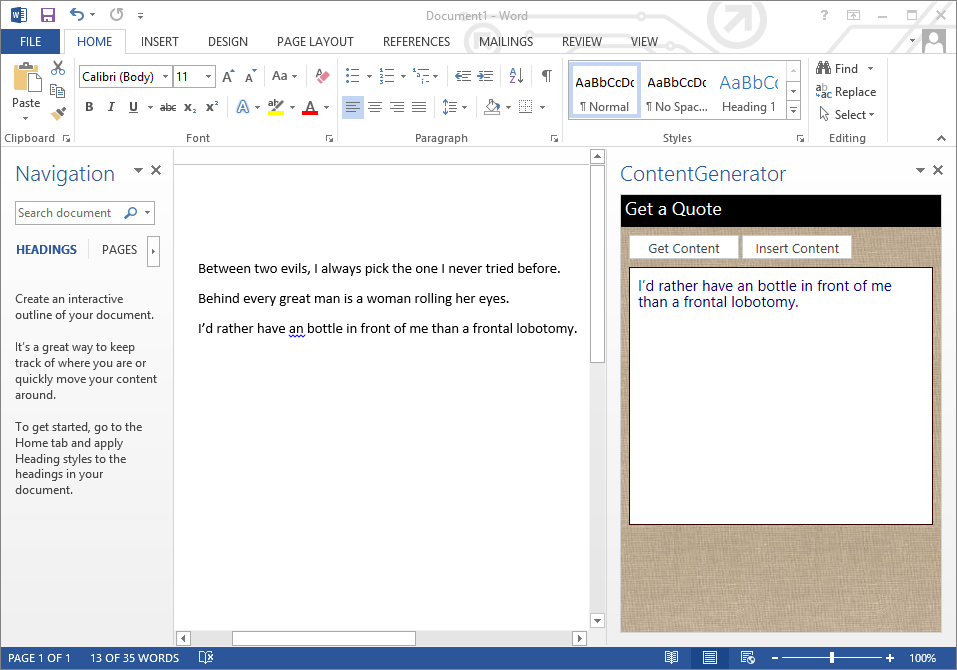 Document1 - Word
?
FILE HOME INSERT DESIGN PAGE LAYOUT REFERENCES MAILINGS REVIEW VIEW
Calibri (Body) 11 Aa
Paste
B I U abc x₂ x² A ab A
AaBbCcDc AaBbCcDc AaBbCc
¶ Normal ¶ No Spac... Heading 1
Find
Replace
Select
Clipboard Font Paragraph Styles Editing
Navigation
Search document
HEADINGS PAGES
Create an interactive
outline of your document.
It's a great way to keep
track of where you are or
quickly move your content
around.
To get started, go to the
Home tab and apply
Heading styles to the
headings in your
document.
Between two evils, I always pick the one I never tried before.
Behind every great man is a woman rolling her eyes.
I'd rather have an bottle in front of me than a frontal lobotomy.
ContentGenerator
Get a Quote
Get Content Insert Content
I'd rather have an bottle in front of me
than a frontal lobotomy.
PAGE 1 OF 1 13 OF 35 WORDS 100%